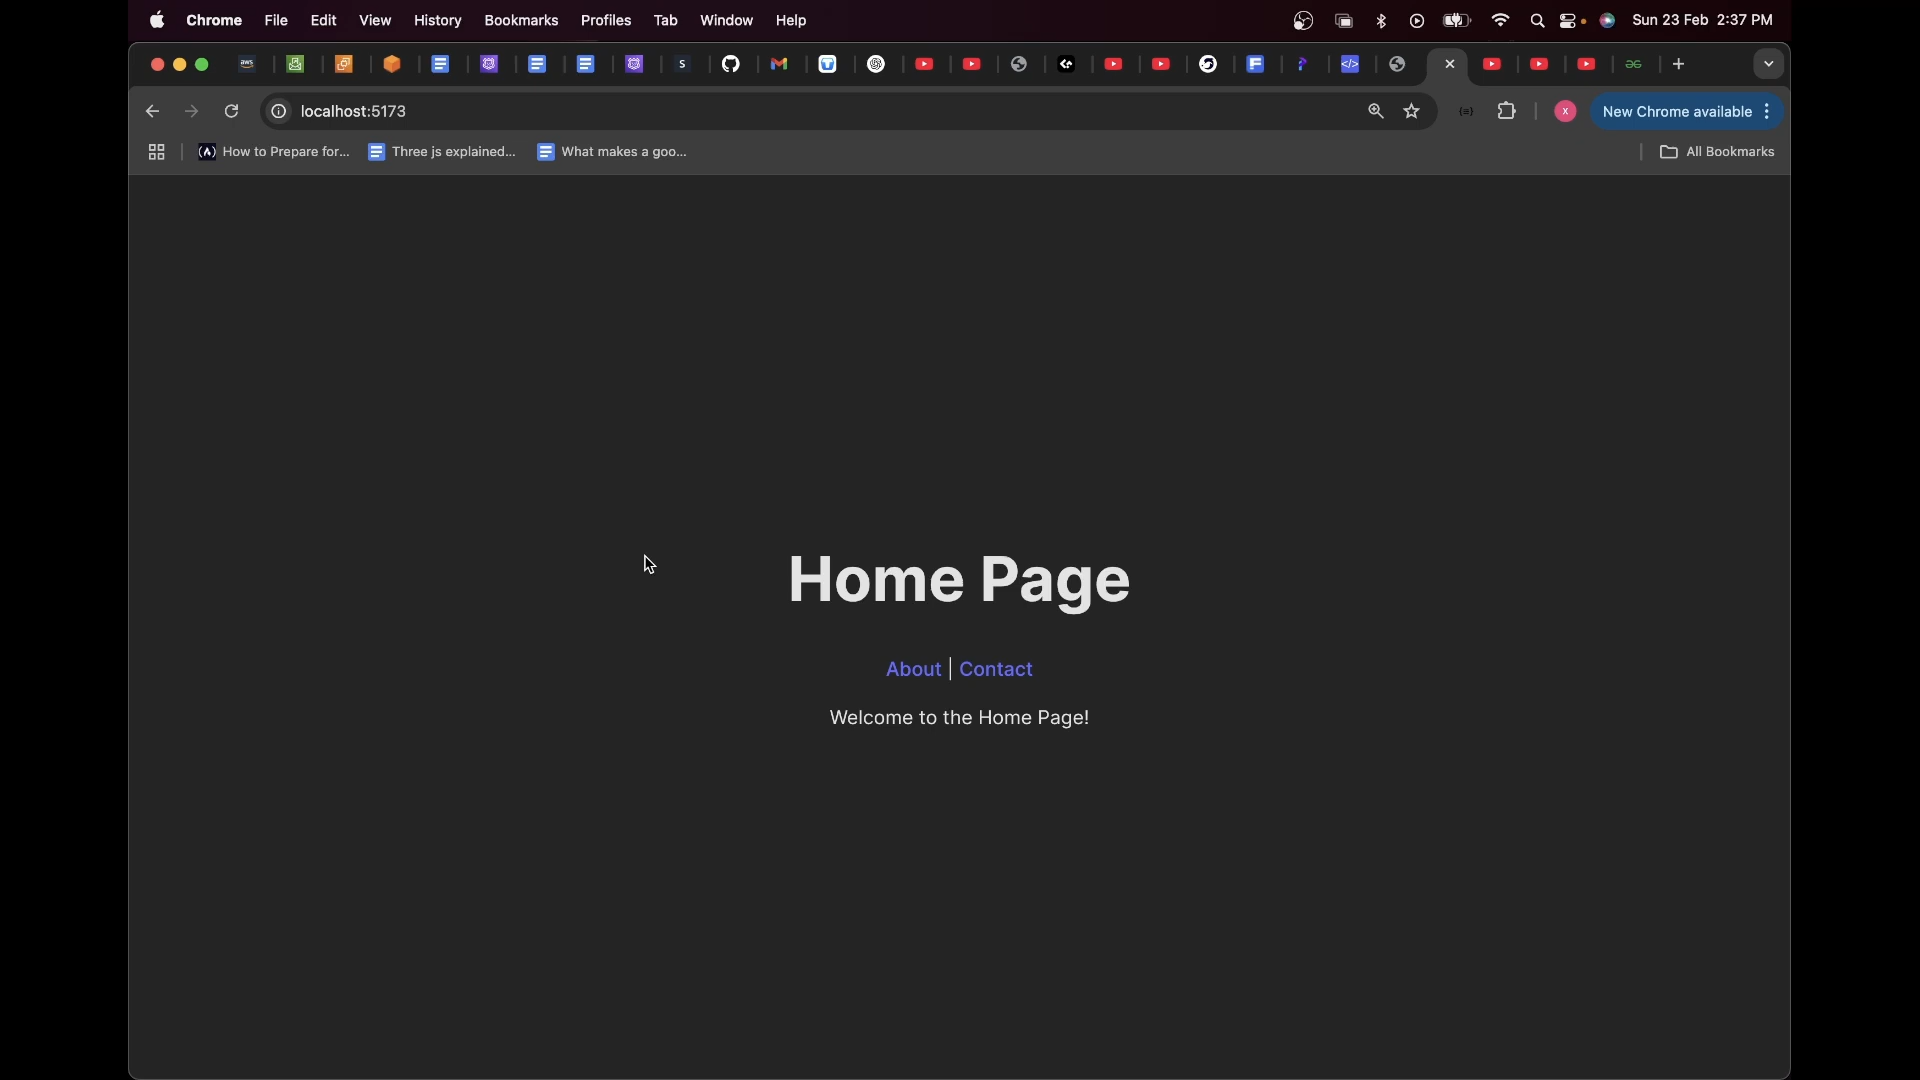 Chrome File Edit View History Bookmarks Profiles Tab Window Help Sun 23 Feb 2:37 PM
aws S
localhost:5173 New Chrome available
How to Prepare for... Three js explained... What makes a goo... All Bookmarks
Home Page
About | Contact
Welcome to the Home Page!